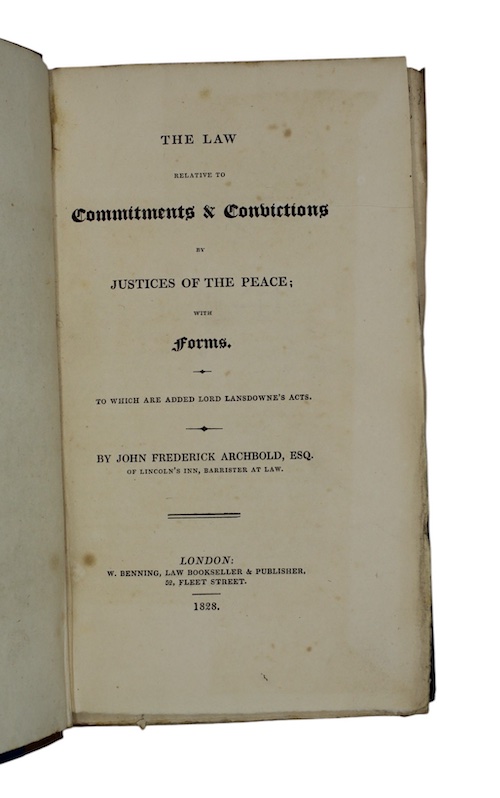 THE LAW
RELATIVE TO
Commitments & Convictions
BY
JUSTICES OF THE PEACE;
WITH
Forms.
TO WHICH ARE ADDED LORD LANSDOWNE'S ACTS.
BY JOHN FREDERICK ARCHBOLD, ESQ.
OF LINCOLN'S INN, BARRISTER AT LAW.
LONDON:
W. BENNING, LAW BOOKSELLER & PUBLISHER,
52, FLEET STREET.
1828.